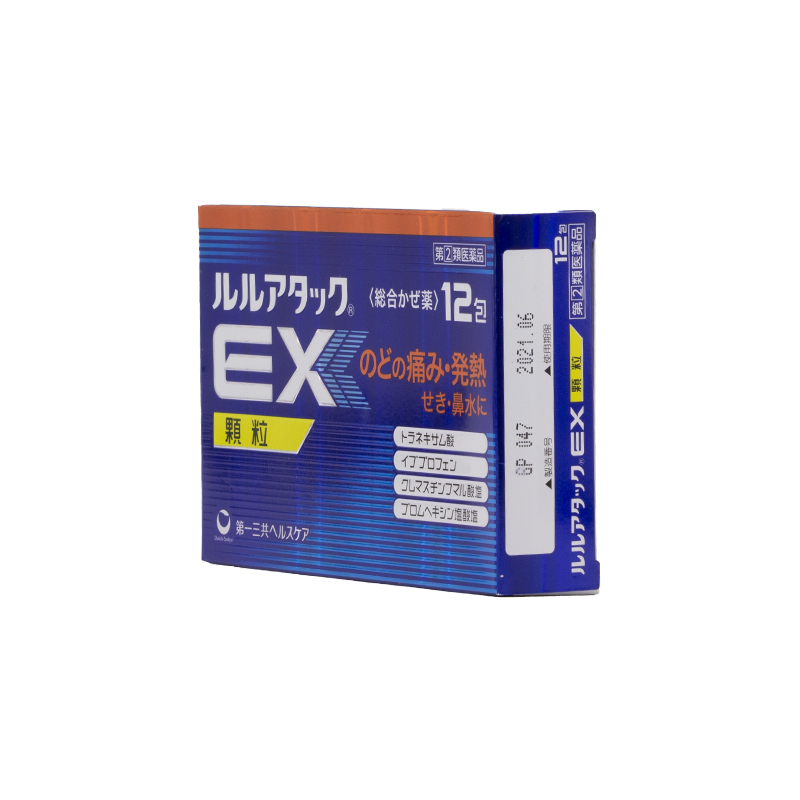 第②類医薬品
ルルアタック®
〈総合かぜ薬〉12包
EX
のどの痛み・発熱
せき・鼻水に
顆粒
トラネキサム酸
イブプロフェン
クレマスチンフマル酸塩
ブロムヘキシン塩酸塩
第一三共ヘルスケア
2021.06
▲使用期限
QP 047
▲製造番号
ルルアタック®EX 顆粒
第②類医薬品
12包